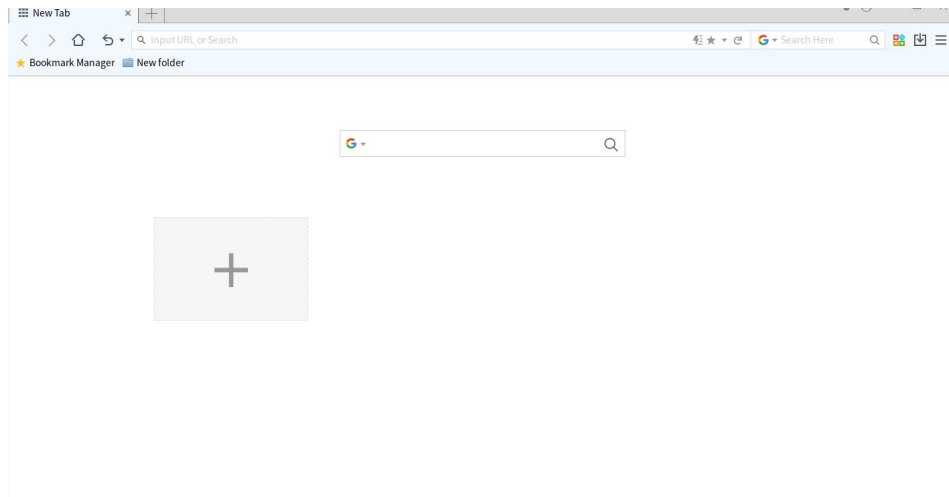 New Tab
Input URL or Search
Search Here
Bookmark Manager New folder